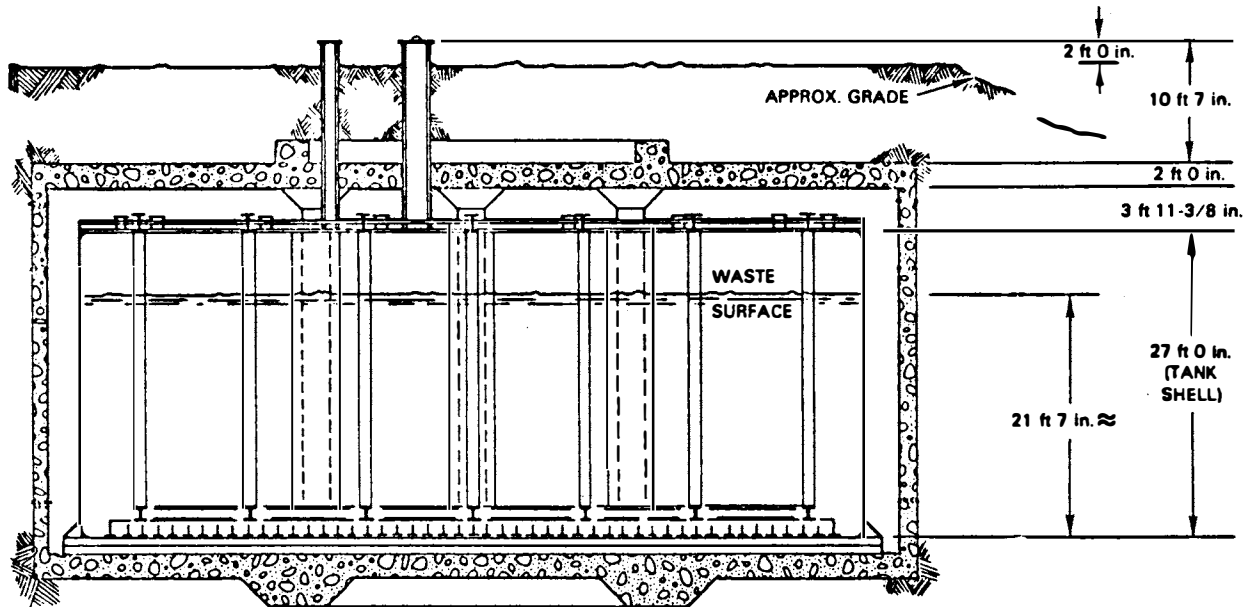 2 ft 0 in.
APPROX. GRADE
10 ft 7 in.
2 ft 0 in.
3 ft 11-3/8 in.
WASTE
SURFACE
27 ft 0 in.
(TANK
SHELL)
21 ft 7 in.≈